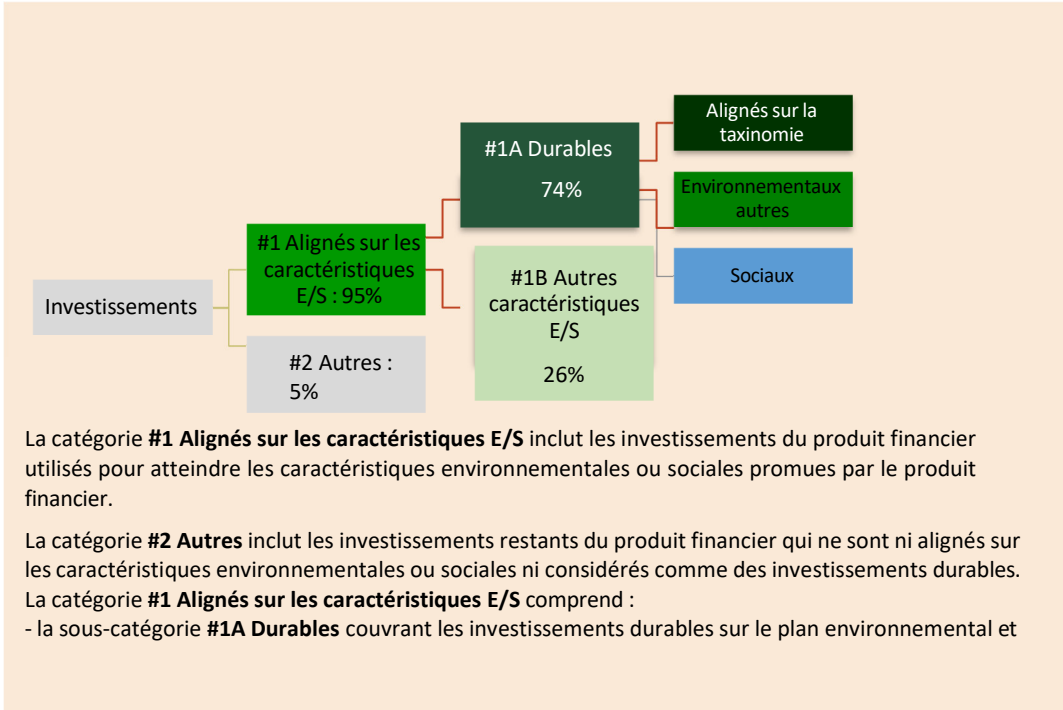 Alignés sur la
taxinomie
#1A Durables
74%
Environnementaux
autres
#1 Alignés sur les
caractéristiques
E/S : 95%
#1B Autres
caractéristiques
E/S
26%
Sociaux
Investissements
#2 Autres :
5%
La catégorie #1 Alignés sur les caractéristiques E/S inclut les investissements du produit financier
utilisés pour atteindre les caractéristiques environnementales ou sociales promues par le produit
financier.
La catégorie #2 Autres inclut les investissements restants du produit financier qui ne sont ni alignés sur
les caractéristiques environnementales ou sociales ni considérés comme des investissements durables.
La catégorie #1 Alignés sur les caractéristiques E/S comprend :
- la sous-catégorie #1A Durables couvrant les investissements durables sur le plan environnemental et